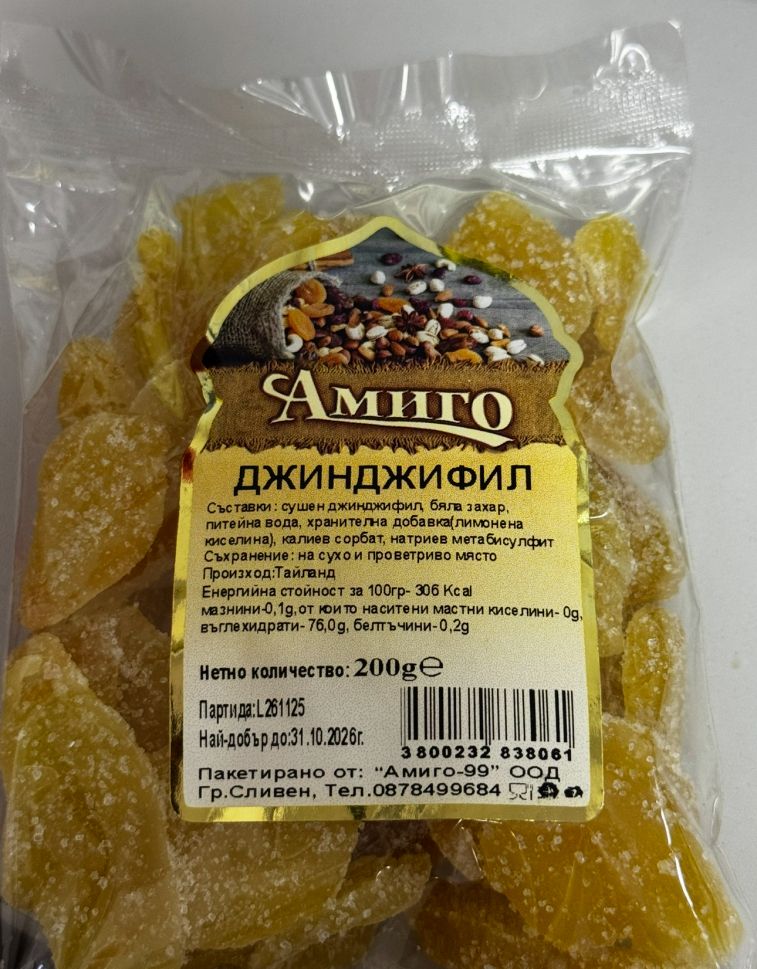 Амиго
ДЖИНДЖИФИЛ
Съставки: сушен джинджифил, бяла захар,
питейна вода, хранителна добавка(лимонена
киселина), калиев сорбат, натриев метабисулфит
Съхранение: на сухо и проветриво място
Произход:Тайланд
Енергийна стойност за 100гр- 306 Kcal
мазнини-0,1g,от които наситени мастни киселини- 0g,
въглехидрати- 76,0g, белтъчини-0,2g
Нетно количество: 200g℮
Партида:L261125
Най-добър до:31.10.2026г.
3800232 838061
Пакетирано от: “Амиго-99” ООД
Гр.Сливен, Тел.0878499684